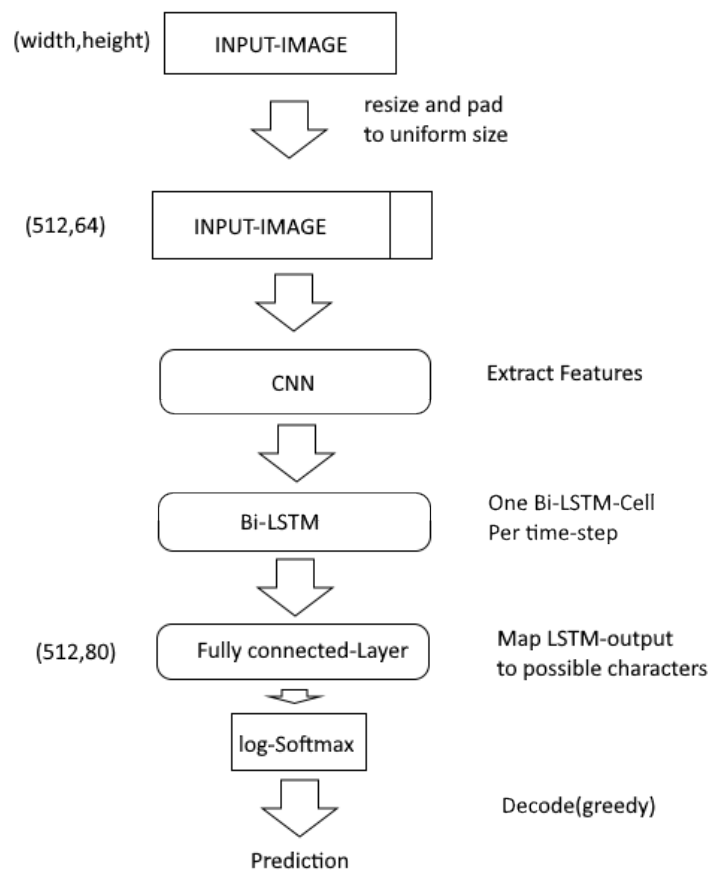 (width,height)
INPUT-IMAGE
resize and pad
to uniform size
(512,64)
INPUT-IMAGE
CNN
Extract Features
Bi-LSTM
One Bi-LSTM-Cell
Per time-step
(512,80)
Fully connected-Layer
Map LSTM-output
to possible characters
log-Softmax
Decode(greedy)
Prediction